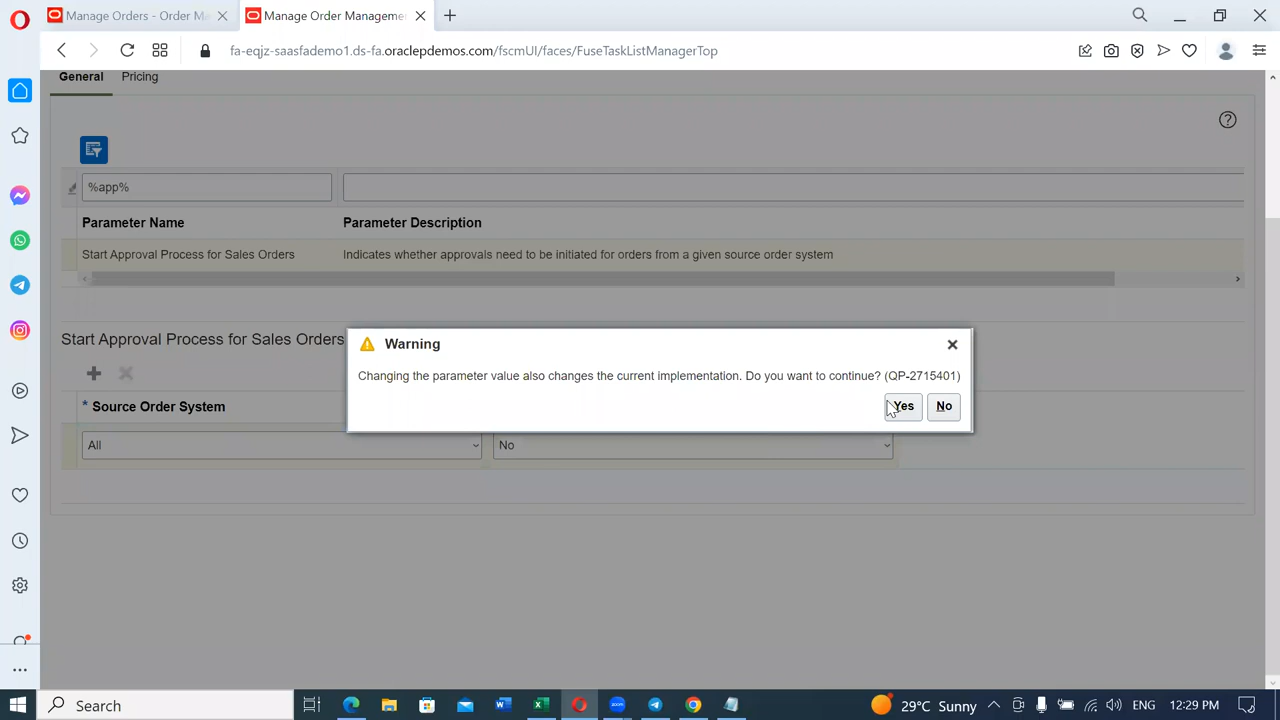 Manage Orders - Order Ma
Manage Order Managemen
fa-eqjz-saasfademo1.ds-fa.oraclepdemos.com/fscmUI/faces/FuseTaskListManagerTop
General
Pricing
%app%
Parameter Name
Parameter Description
Start Approval Process for Sales Orders
Indicates whether approvals need to be initiated for orders from a given source order system
Start Approval Process for Sales Orders
Warning
Changing the parameter value also changes the current implementation. Do you want to continue? (QP-2715401)
Yes
No
* Source Order System
All
No
Search
29°C Sunny
ENG
12:29 PM